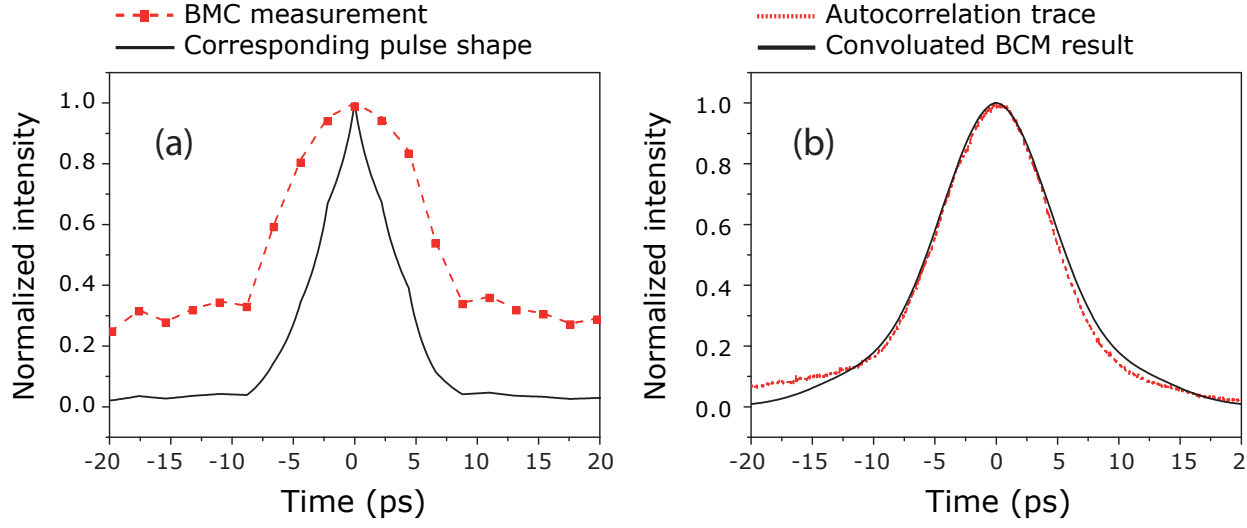 BMC measurement
Corresponding pulse shape
Autocorrelation trace
Convoluated BCM result
(a)
Normalized intensity
1.0
0.8
0.6
0.4
0.2
0.0
-20 -15 -10 -5 0 5 10 15 20
Time (ps)
(b)
Normalized intensity
1.0
0.8
0.6
0.4
0.2
0.0
-20 -15 -10 -5 0 5 10 15 2
Time (ps)